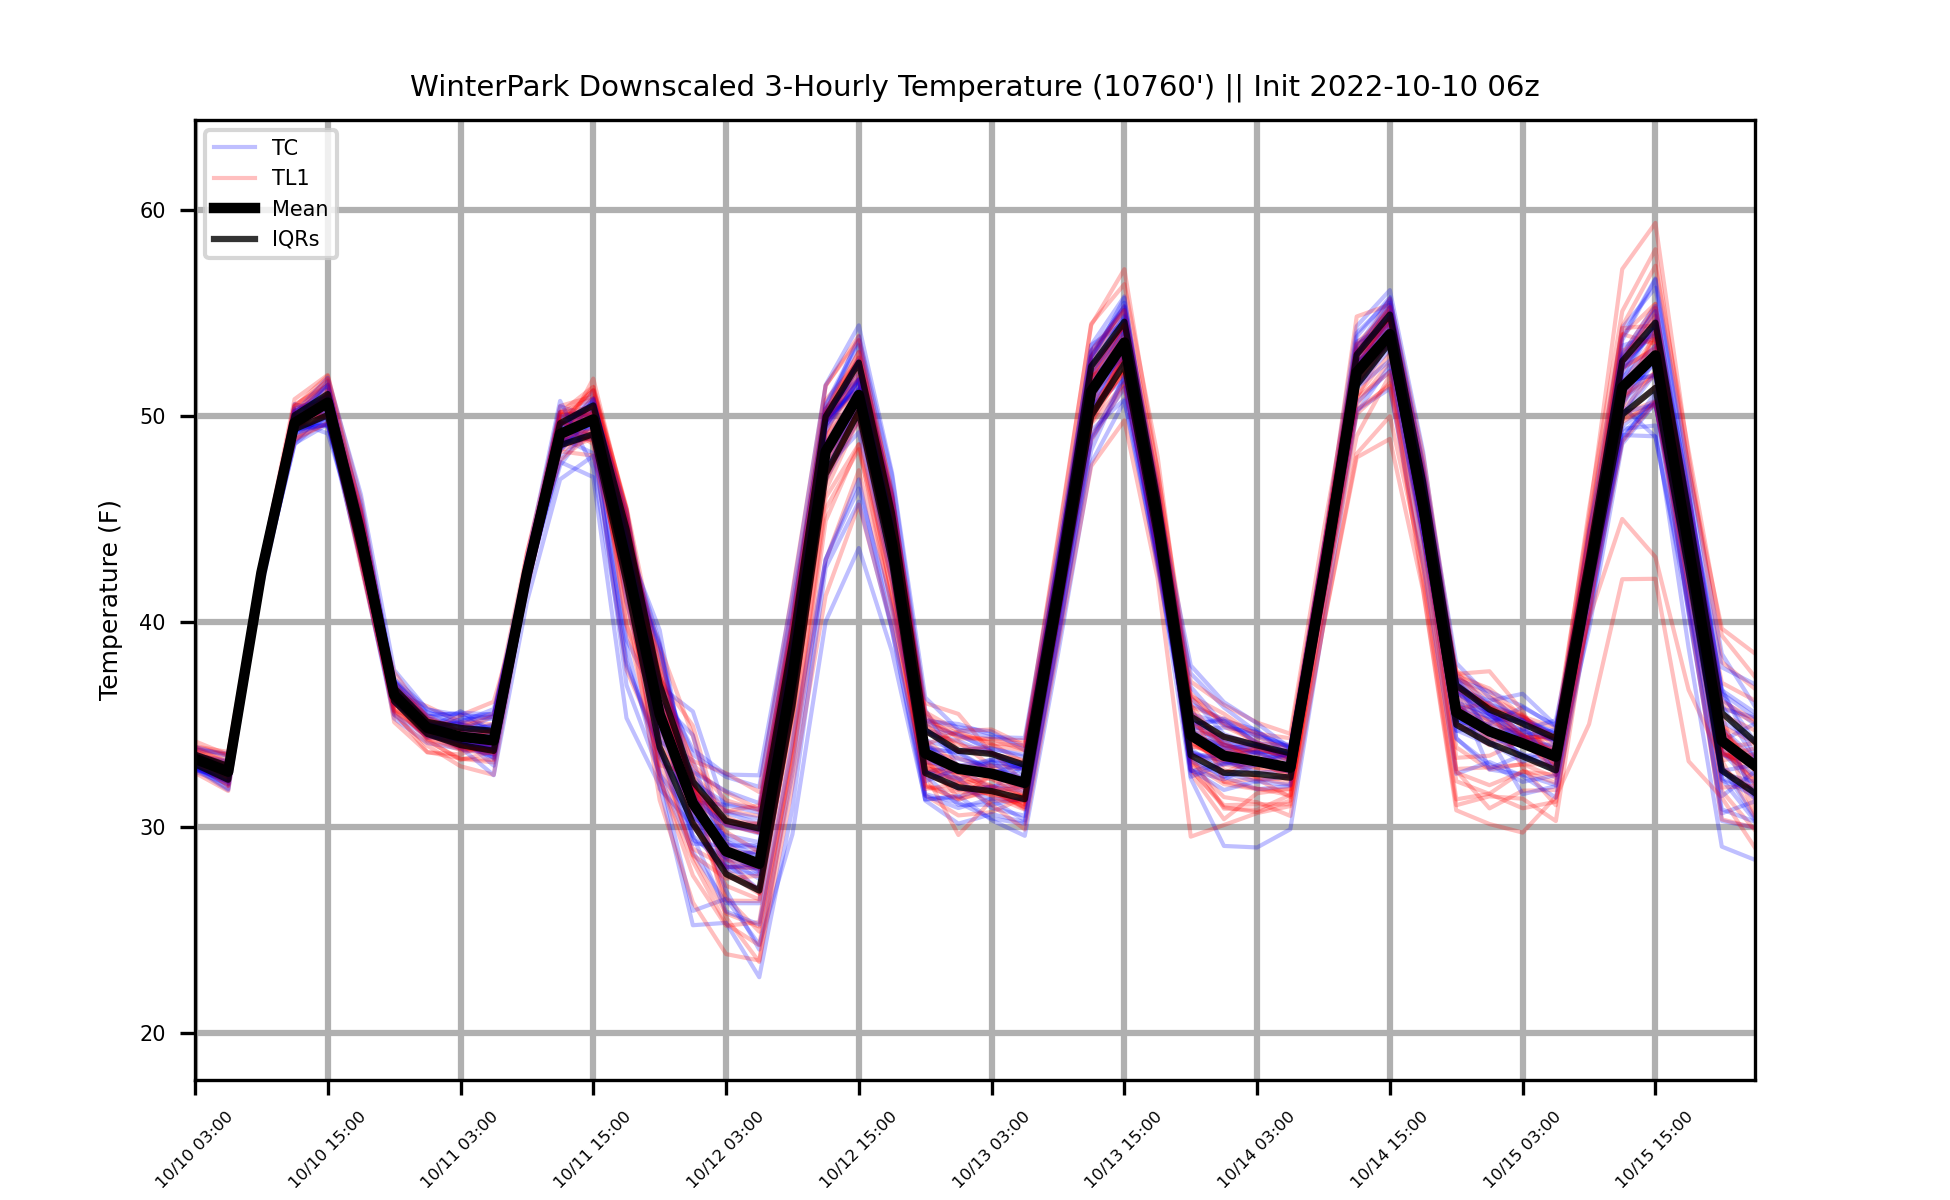 WinterPark Downscaled 3-Hourly Temperature (10760') || Init 2022-10-10 06z
TC
TL1
Mean
IQRs
Temperature (F)
60
50
40
30
20
10/10 03:00
10/10 15:00
10/11 03:00
10/11 15:00
10/12 03:00
10/12 15:00
10/13 03:00
10/13 15:00
10/14 03:00
10/14 15:00
10/15 03:00
10/15 15:00